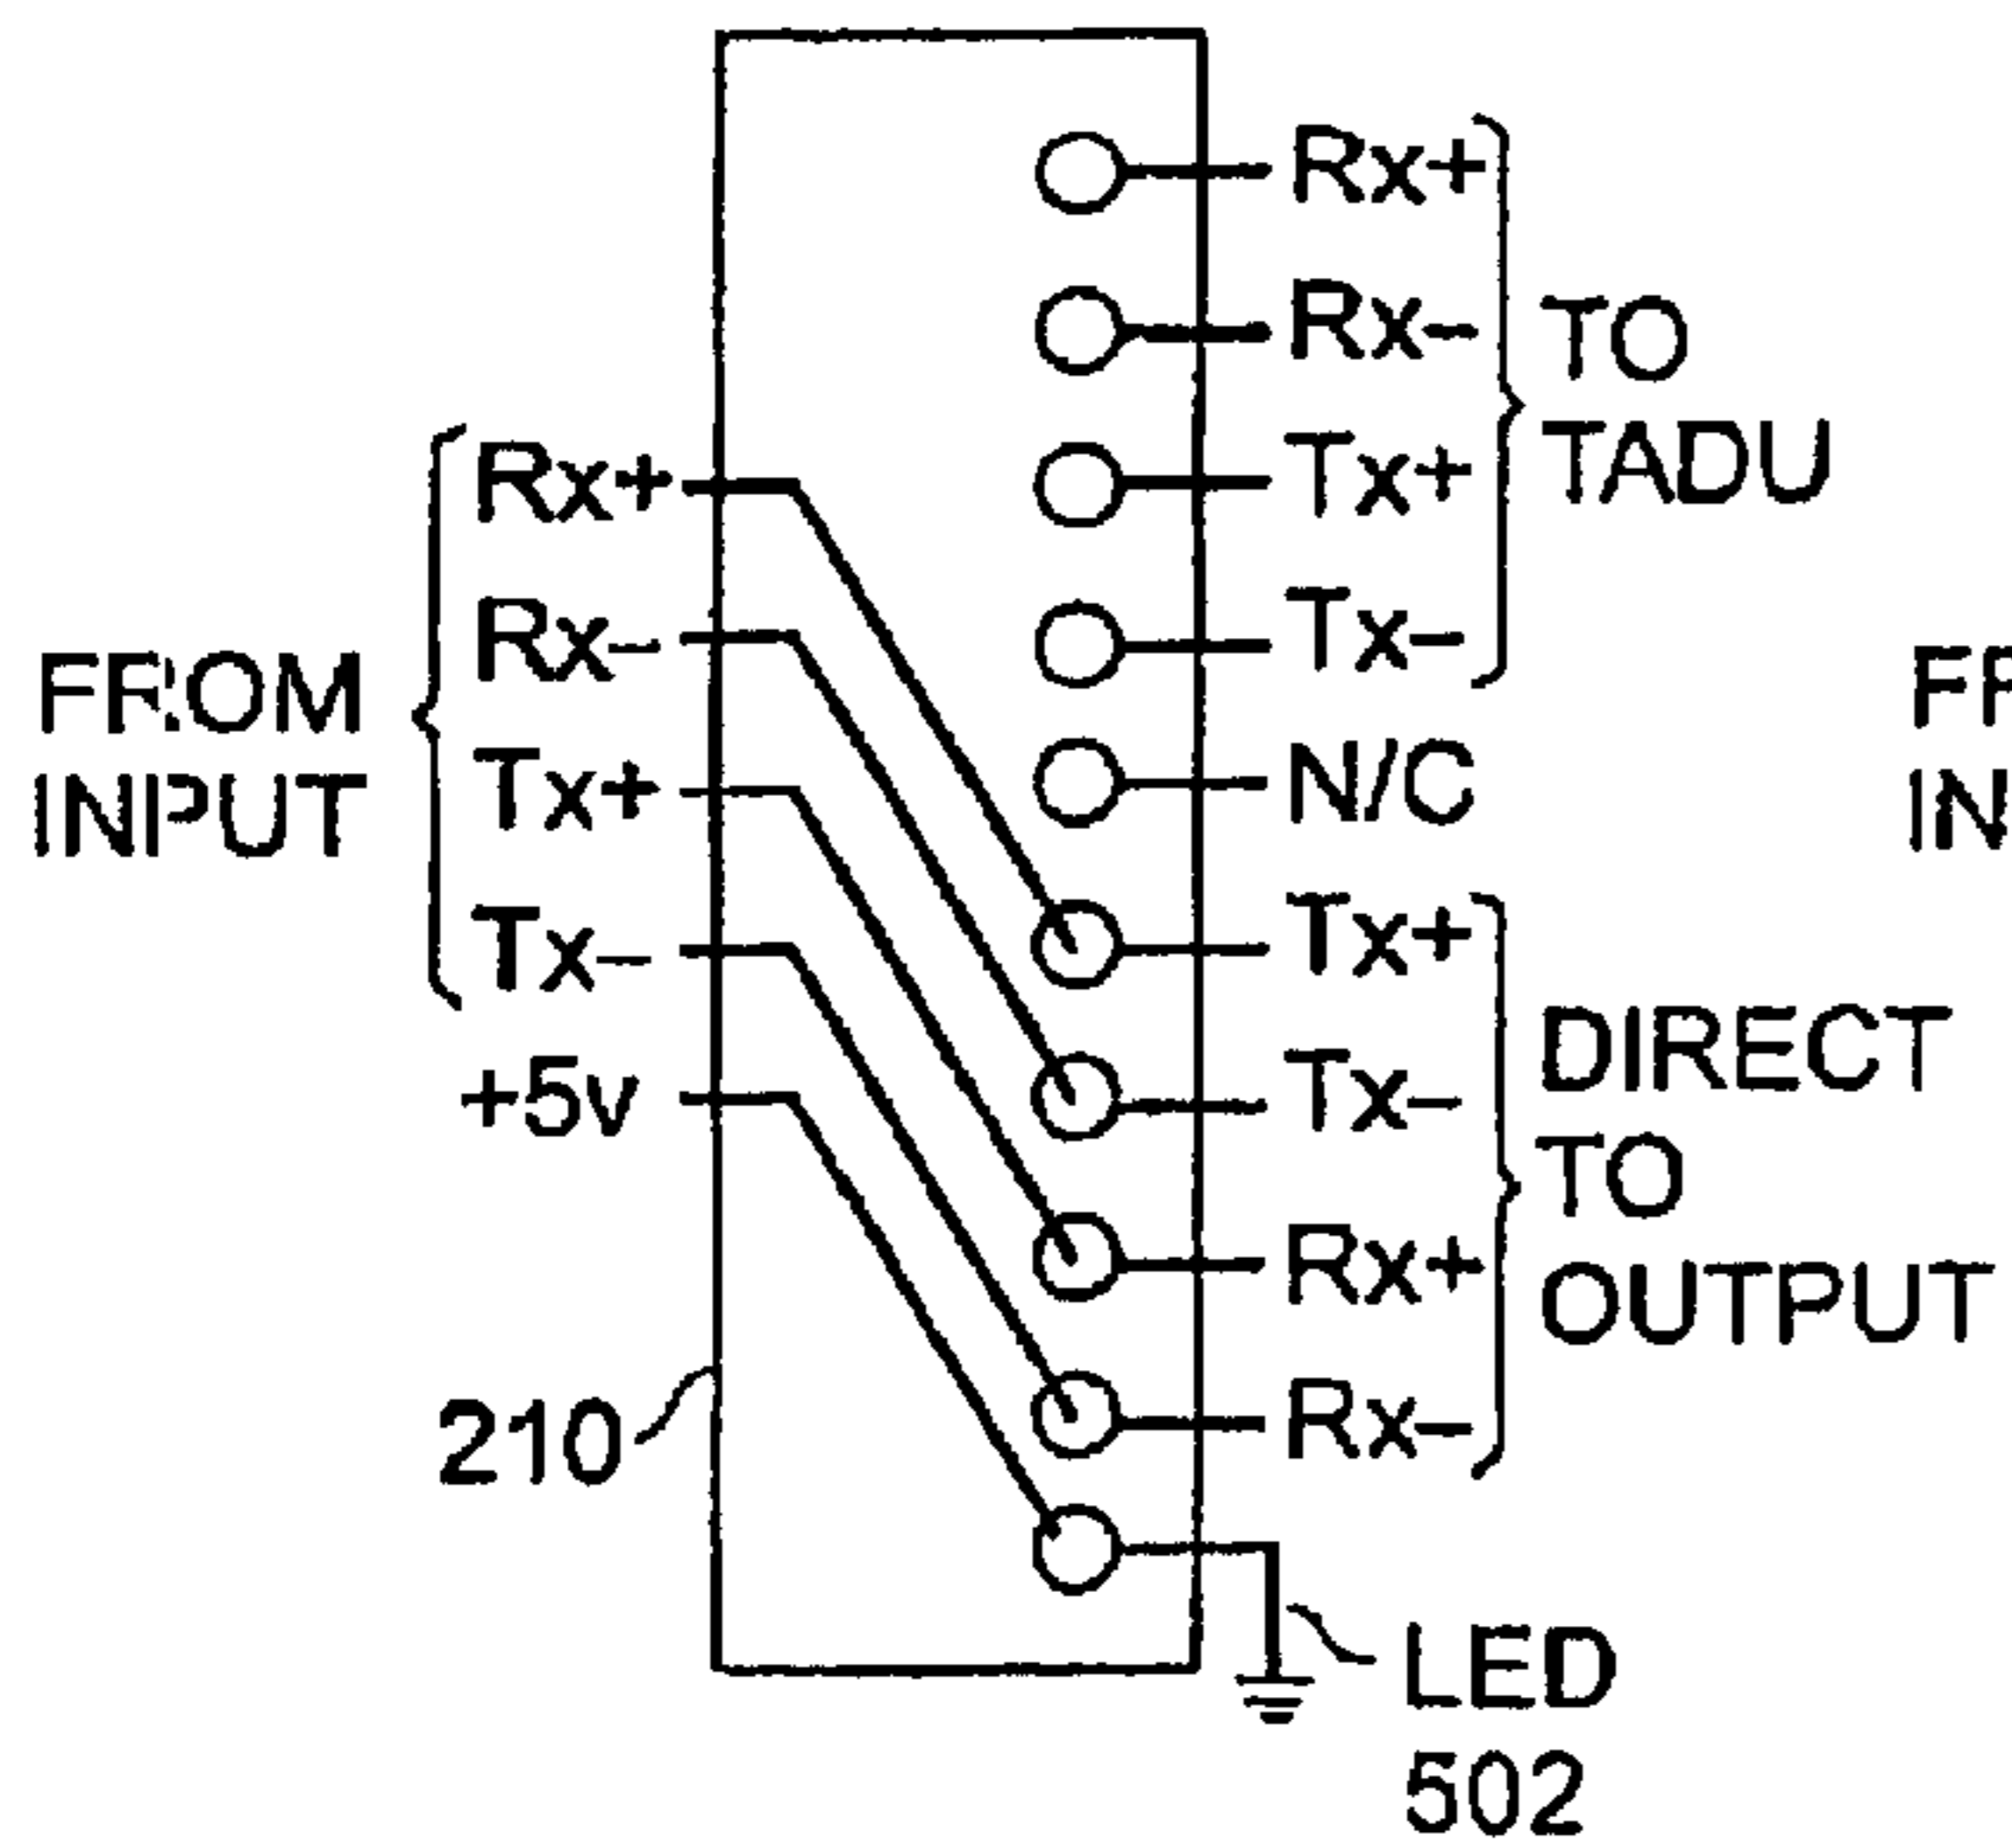 Rx+
Rx–
Tx+
Tx–
TO
TADU
N/C
FROM
INPUT
Rx+
Rx–
Tx+
Tx–
+5v
Tx+
Tx–
Rx+
Rx–
DIRECT
TO
OUTPUT
210
LED
502